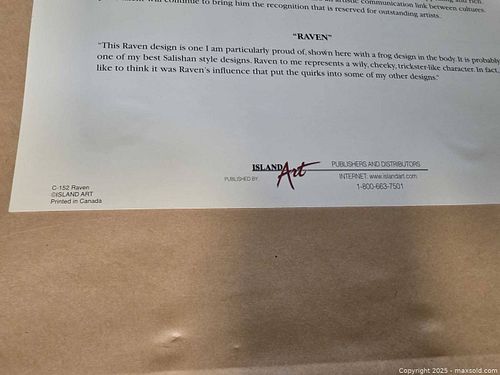 artistic communication link between cultures.
will continue to bring him the recognition that is reserved for outstanding artists.
"RAVEN"
"This Raven design is one I am particularly proud of, shown here with a frog design in the body. It is probably
one of my best Salishan style designs. Raven to me represents a wily, cheeky, trickster-like character. In fact,
like to think it was Raven's influence that put the quirks into some of my other designs."
PUBLISHED BY
ISLAND Art
PUBLISHERS AND DISTRIBUTORS
INTERNET: www.islandart.com
1-800-663-7501
C-152 Raven
©ISLAND ART
Printed in Canada
Copyright 2025 - maxsold.com